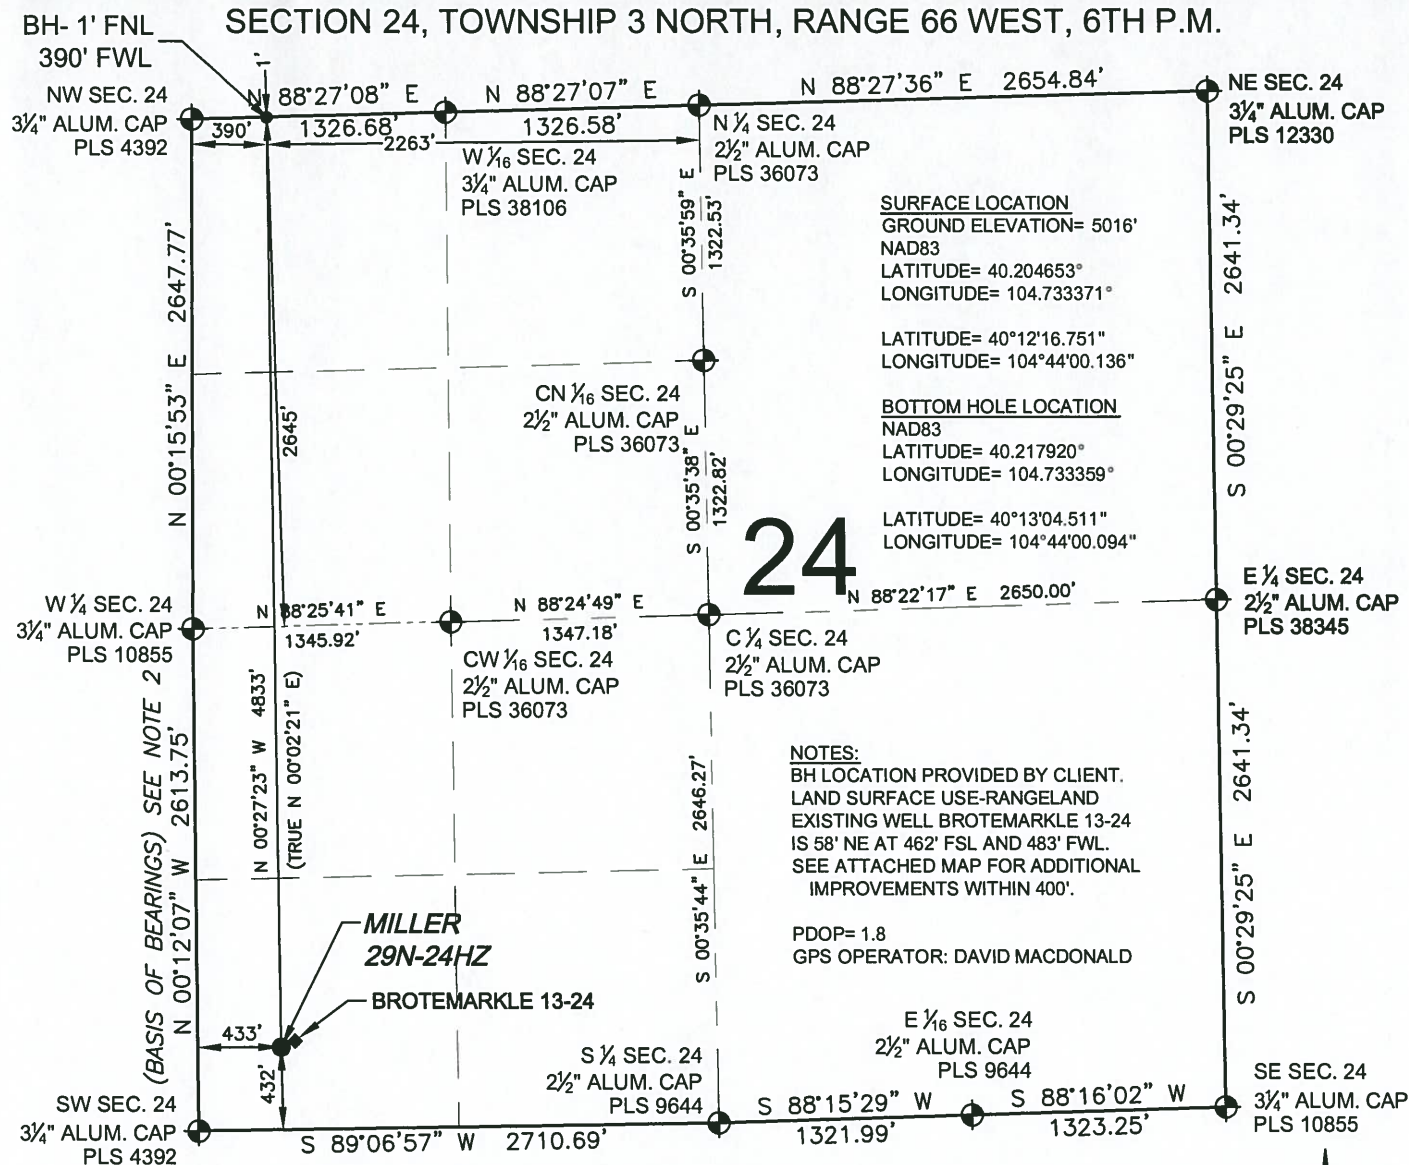 SECTION 24, TOWNSHIP 3 NORTH, RANGE 66 WEST, 6TH P.M.
BH- 1' FNL
390' FWL
1'
NW SEC. 24
3¼" ALUM. CAP
PLS 4392
N 88°27'08" E
1326.68'
N 88°27'07" E
1326.58'
N 88°27'36" E 2654.84'
NE SEC. 24
3¼" ALUM. CAP
PLS 12330
390'
2263'
W 1⁄16 SEC. 24
3¼" ALUM. CAP
PLS 38106
N ¼ SEC. 24
2½" ALUM. CAP
PLS 36073
S 00°35'59" E
1322.53'
SURFACE LOCATION
GROUND ELEVATION= 5016'
NAD83
LATITUDE= 40.204653°
LONGITUDE= 104.733371°
LATITUDE= 40°12'16.751"
LONGITUDE= 104°44'00.136"
BOTTOM HOLE LOCATION
NAD83
LATITUDE= 40.217920°
LONGITUDE= 104.733359°
LATITUDE= 40°13'04.511"
LONGITUDE= 104°44'00.094"
N 00°15'53" E 2647.77'
2645'
CN 1⁄16 SEC. 24
2½" ALUM. CAP
PLS 36073
S 00°35'38" E
1322.82'
S 00°29'25" E 2641.34'
24
W ¼ SEC. 24
3¼" ALUM. CAP
PLS 10855
N 88°25'41" E
1345.92'
N 88°24'49" E
1347.18'
N 88°22'17" E 2650.00'
E ¼ SEC. 24
2½" ALUM. CAP
PLS 38345
CW 1⁄16 SEC. 24
2½" ALUM. CAP
PLS 36073
C ¼ SEC. 24
2½" ALUM. CAP
PLS 36073
(BASIS OF BEARINGS) SEE NOTE 2
N 00°12'07" W 2613.75'
N 00°27'23" W 4833'
(TRUE N 00°02'21" E)
S 00°35'44" E 2646.27'
NOTES:
BH LOCATION PROVIDED BY CLIENT.
LAND SURFACE USE-RANGELAND
EXISTING WELL BROTEMARKLE 13-24
IS 58' NE AT 462' FSL AND 483' FWL.
SEE ATTACHED MAP FOR ADDITIONAL
IMPROVEMENTS WITHIN 400'.
PDOP= 1.8
GPS OPERATOR: DAVID MACDONALD
S 00°29'25" E 2641.34'
MILLER
29N-24HZ
BROTEMARKLE 13-24
433'
432'
SW SEC. 24
3¼" ALUM. CAP
PLS 4392
S 89°06'57" W 2710.69'
S ¼ SEC. 24
2½" ALUM. CAP
PLS 9644
S 88°15'29" W
1321.99'
E 1⁄16 SEC. 24
2½" ALUM. CAP
PLS 9644
S 88°16'02" W
1323.25'
SE SEC. 24
3¼" ALUM. CAP
PLS 10855